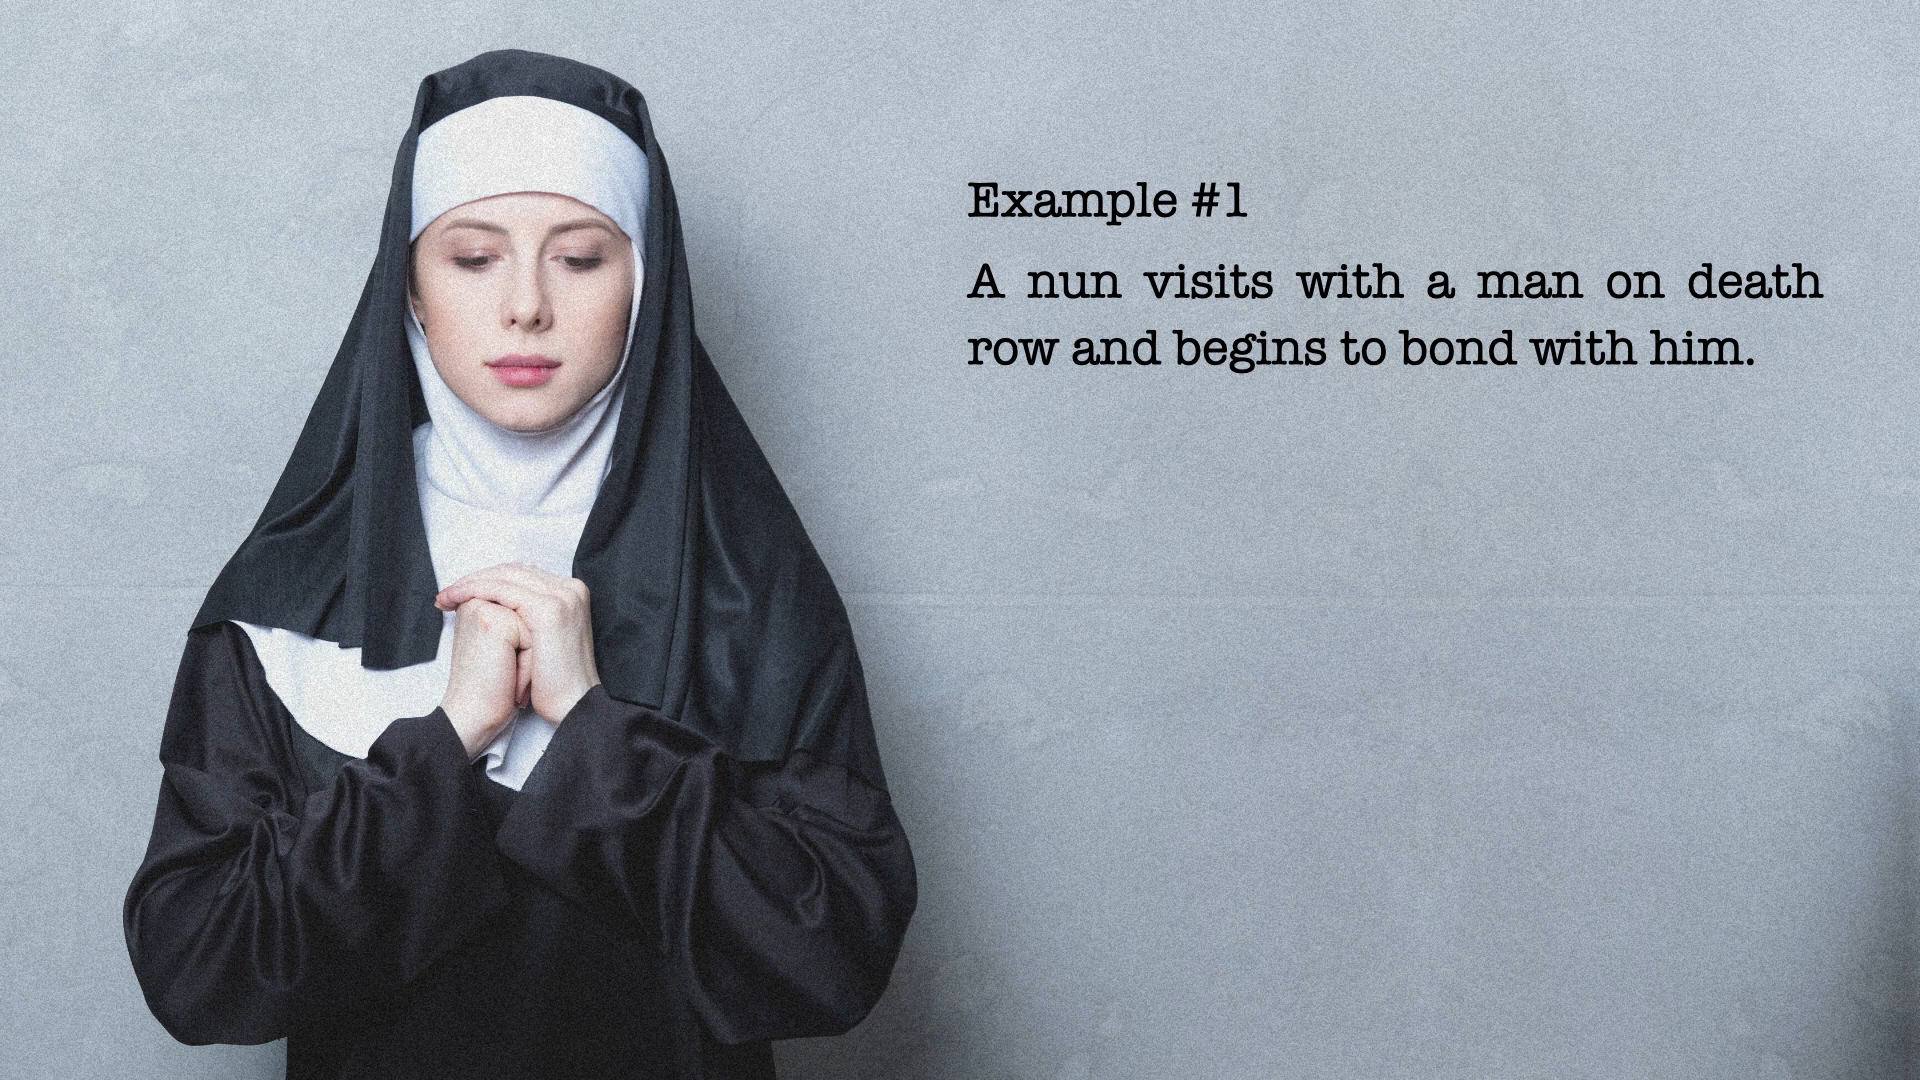 Example #1
A nun visits with a man on death
row and begins to bond with him.